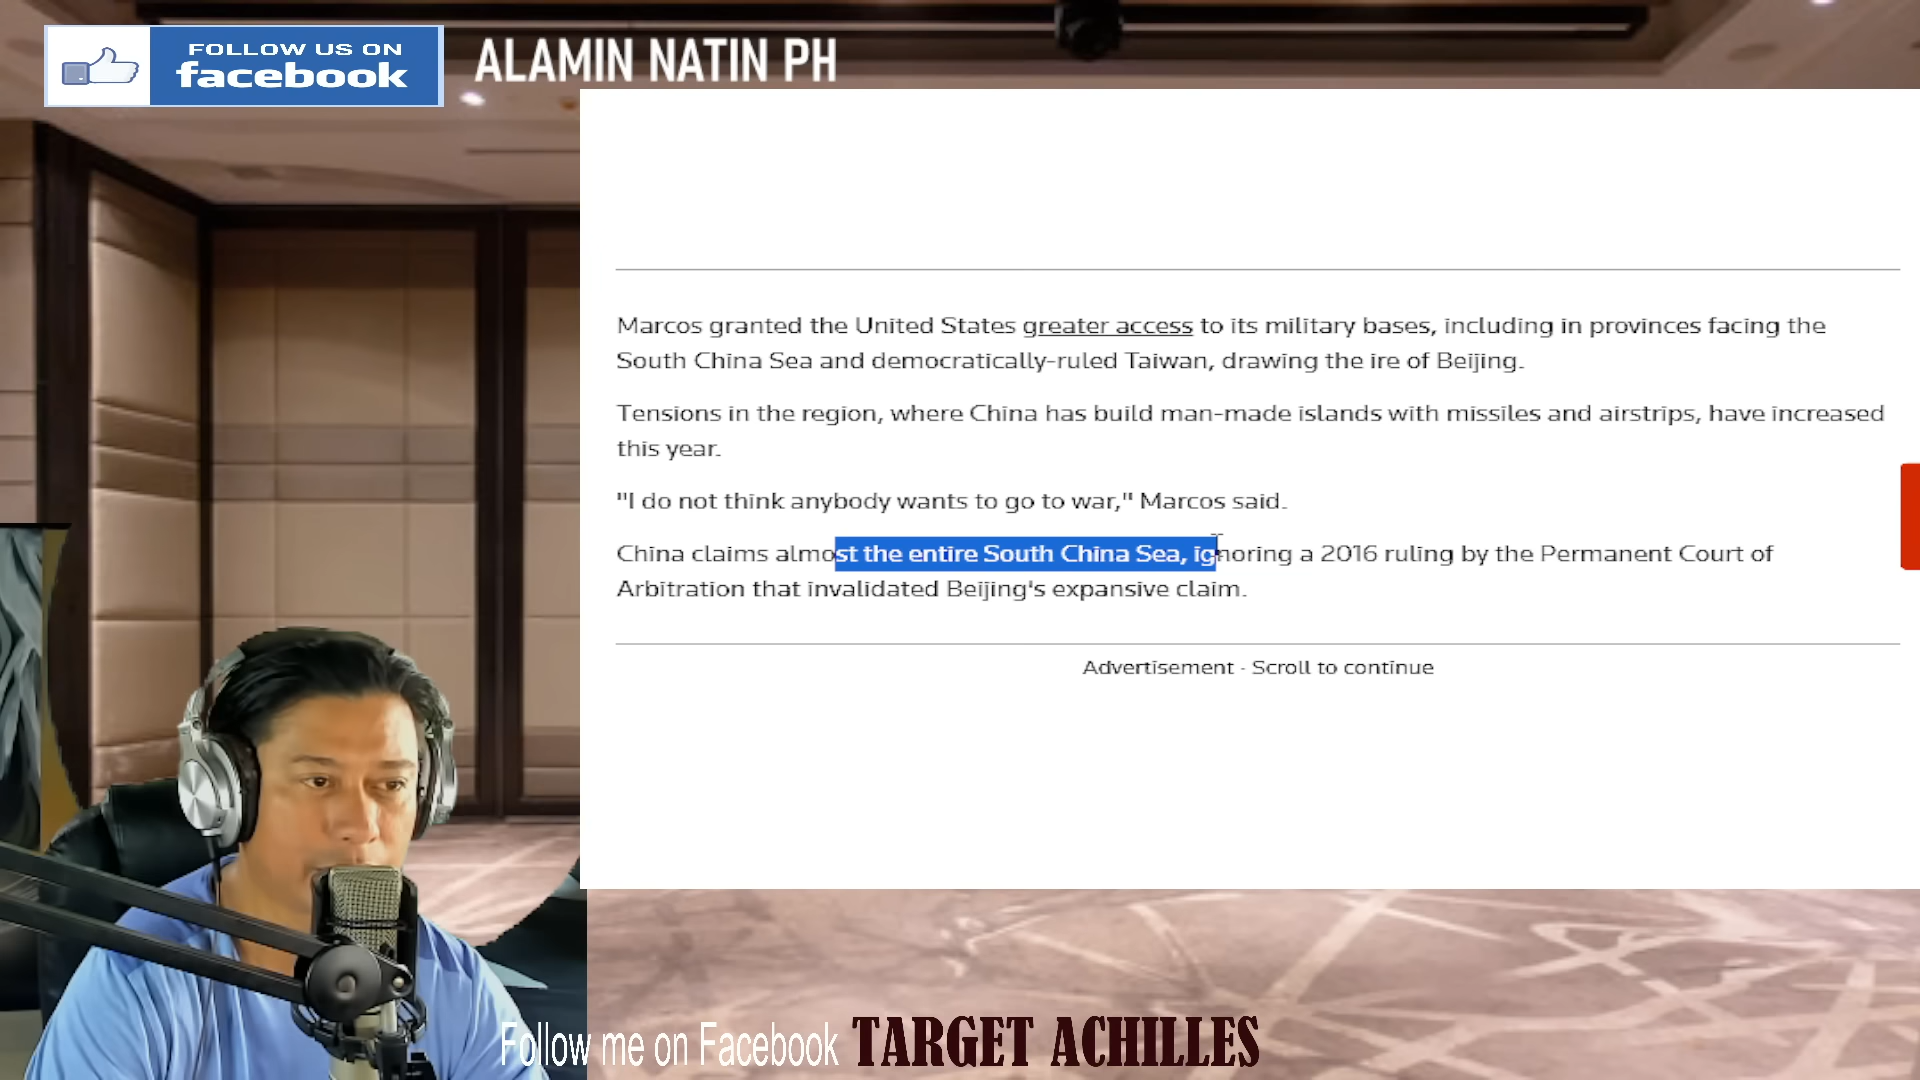 FOLLOW US ON
facebook
ALAMIN NATIN PH
Marcos granted the United States greater access to its military bases, including in provinces facing the
South China Sea and democratically-ruled Taiwan, drawing the ire of Beijing.
Tensions in the region, where China has build man-made islands with missiles and airstrips, have increased
this year.
"I do not think anybody wants to go to war," Marcos said.
China claims almost the entire South China Sea, ignoring a 2016 ruling by the Permanent Court of
Arbitration that invalidated Beijing's expansive claim.
Advertisement · Scroll to continue
Follow me on Facebook TARGET ACHILLES